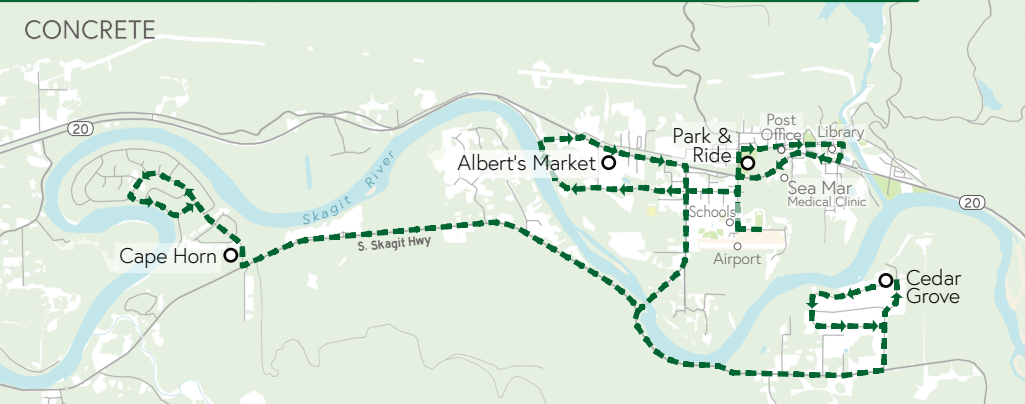 CONCRETE
20
Post
Office
Library
Park &
Ride
Albert's Market
Sea Mar
Medical Clinic
Skagit River
20
Schools
S. Skagit Hwy
Cape Horn
Airport
Cedar
Grove